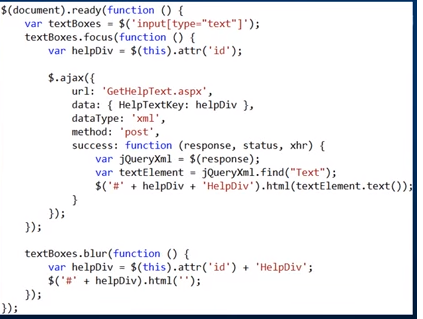 $(document).ready(function () {
    var textBoxes = $('input[type="text"]');
    textBoxes.focus(function () {
        var helpDiv = $(this).attr('id');

        $.ajax({
            url: 'GetHelpText.aspx',
            data: { HelpTextKey: helpDiv },
            dataType: 'xml',
            method: 'post',
            success: function (response, status, xhr) {
                var jQueryXml = $(response);
                var textElement = jQueryXml.find("Text");
                $('#' + helpDiv + 'HelpDiv').html(textElement.text());
            }
        });
    });

    textBoxes.blur(function () {
        var helpDiv = $(this).attr('id') + 'HelpDiv';
        $('#' + helpDiv).html('');
    });
});